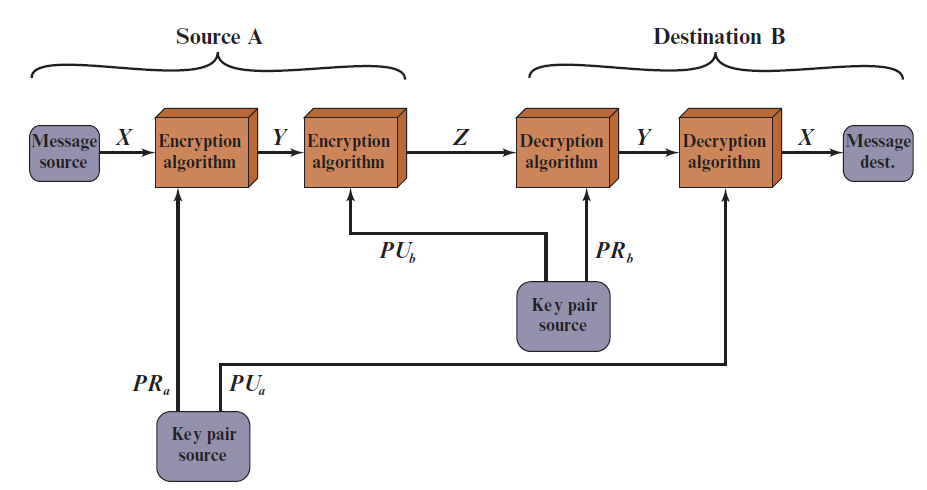 Source A
Destination B
Message
source
X
Encryption
algorithm
Y
Encryption
algorithm
Z
Decryption
algorithm
Y
Decryption
algorithm
X
Message
dest.
PUb
PRb
Key pair
source
PRa
PUa
Key pair
source